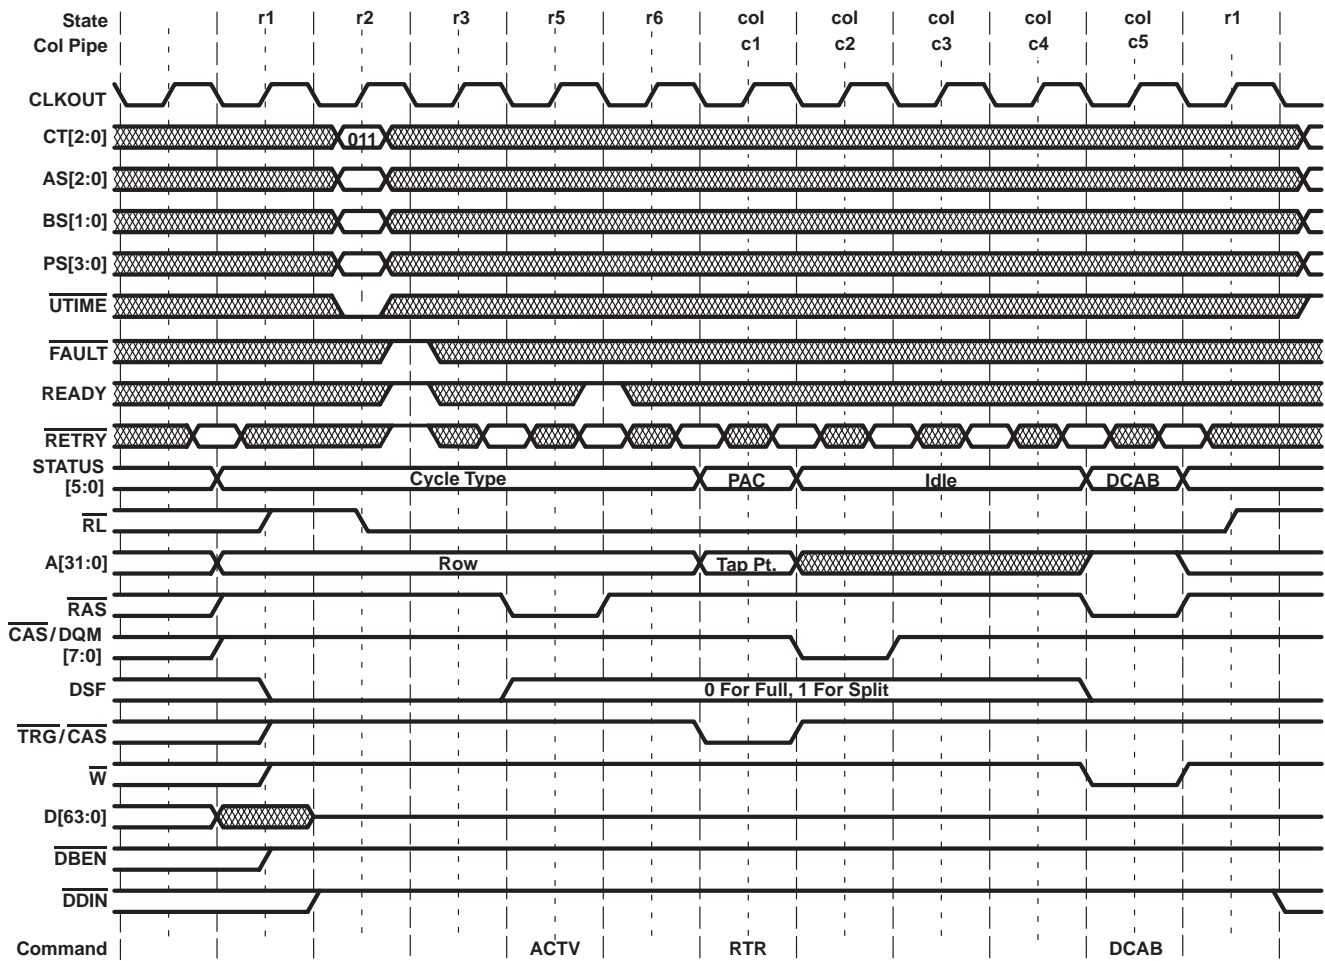 State r1 r2 r3 r5 r6 col col col col col r1
Col Pipe c1 c2 c3 c4 c5
CLKOUT
CT[2:0] 011
AS[2:0]
BS[1:0]
PS[3:0]
UTIME
FAULT
READY
RETRY
STATUS
[5:0] Cycle Type PAC Idle DCAB
RL
A[31:0] Row Tap Pt.
RAS
CAS/DQM
[7:0]
DSF 0 For Full, 1 For Split
TRG/CAS
W
D[63:0]
DBEN
DDIN
Command ACTV RTR DCAB